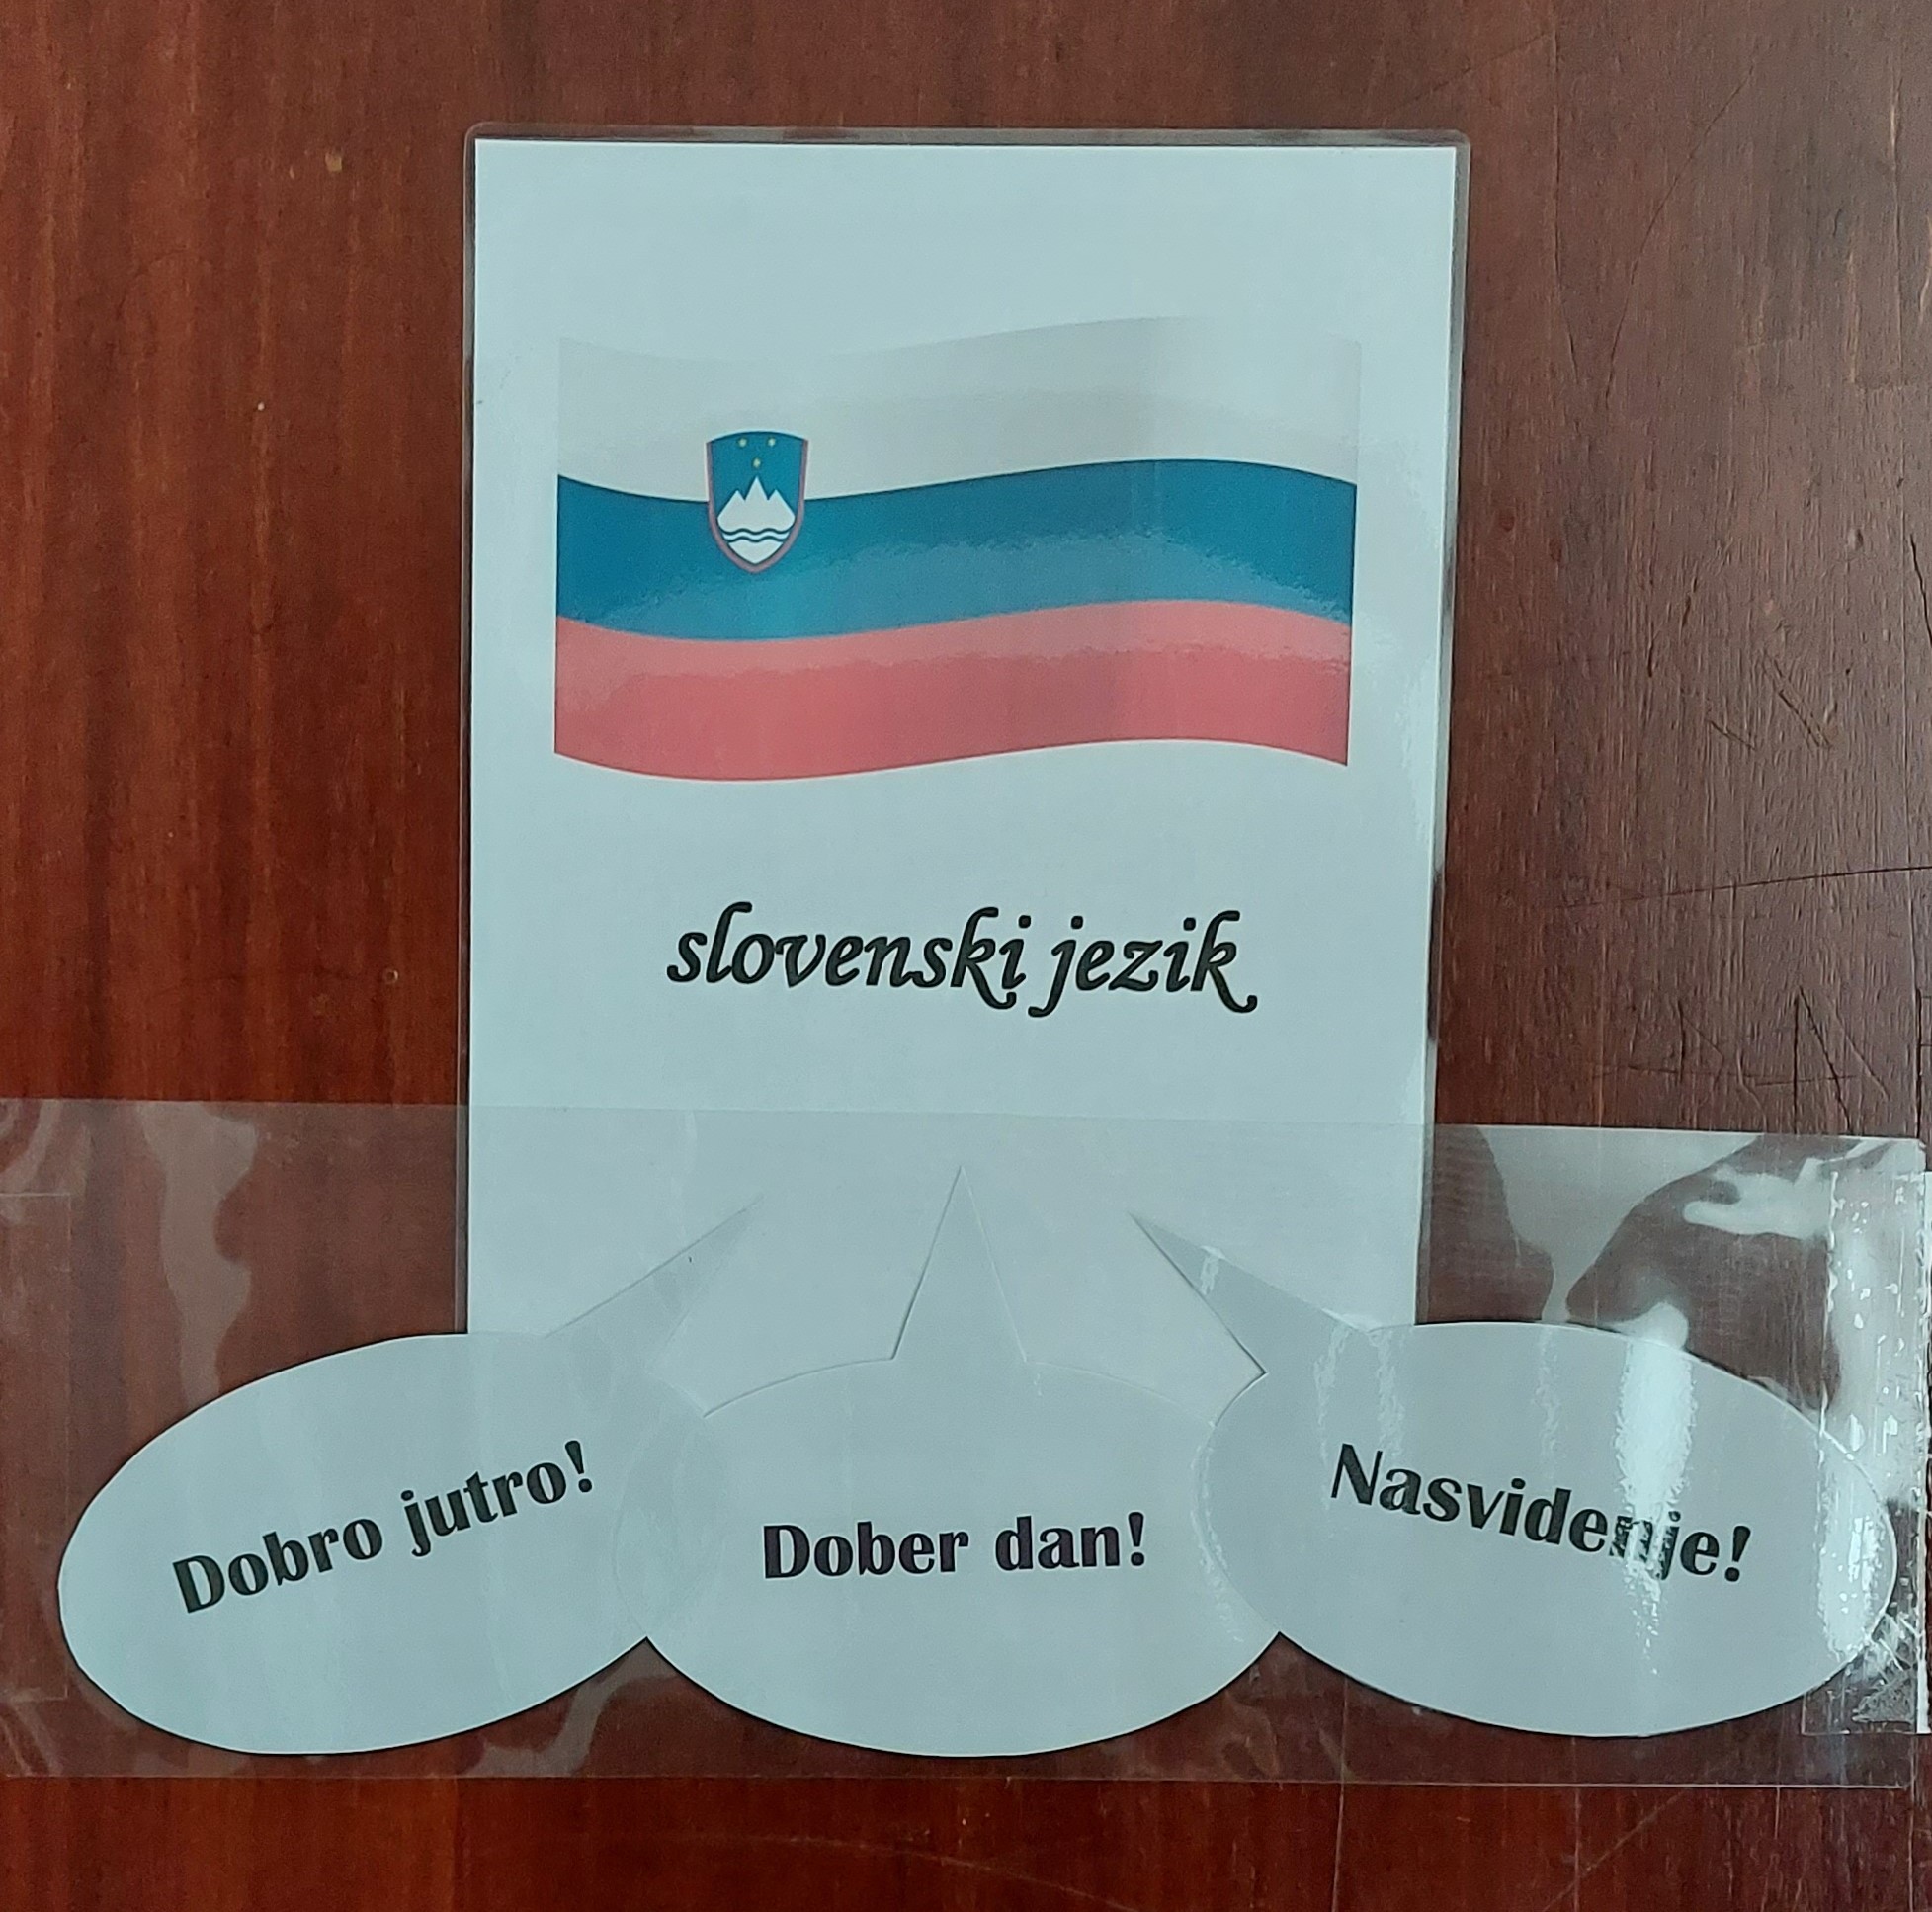 slovenski jezik
Dobro jutro!
Dober dan!
Nasvidenje!